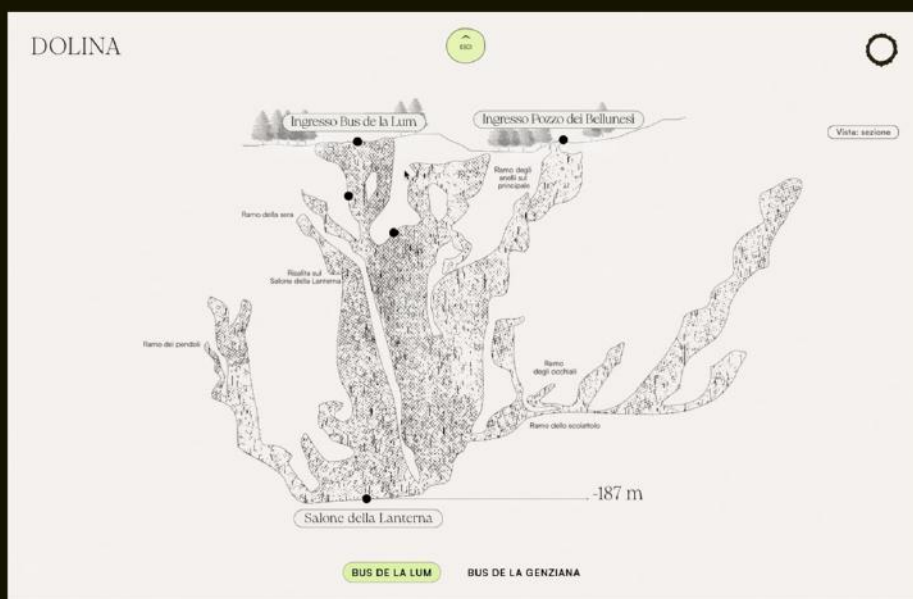 DOLINA
ESCI
Ingresso Bus de la Lum
Ingresso Pozzo dei Bellunesi
Vista: sezione
Ramo degli
anelli sul
principale
Ramo della sera
Risalita sul
Salone della Lanterna
Ramo dei pendoli
Ramo
degli occhiali
Ramo dello scoiattolo
-187 m
Salone della Lanterna
BUS DE LA LUM
BUS DE LA GENZIANA